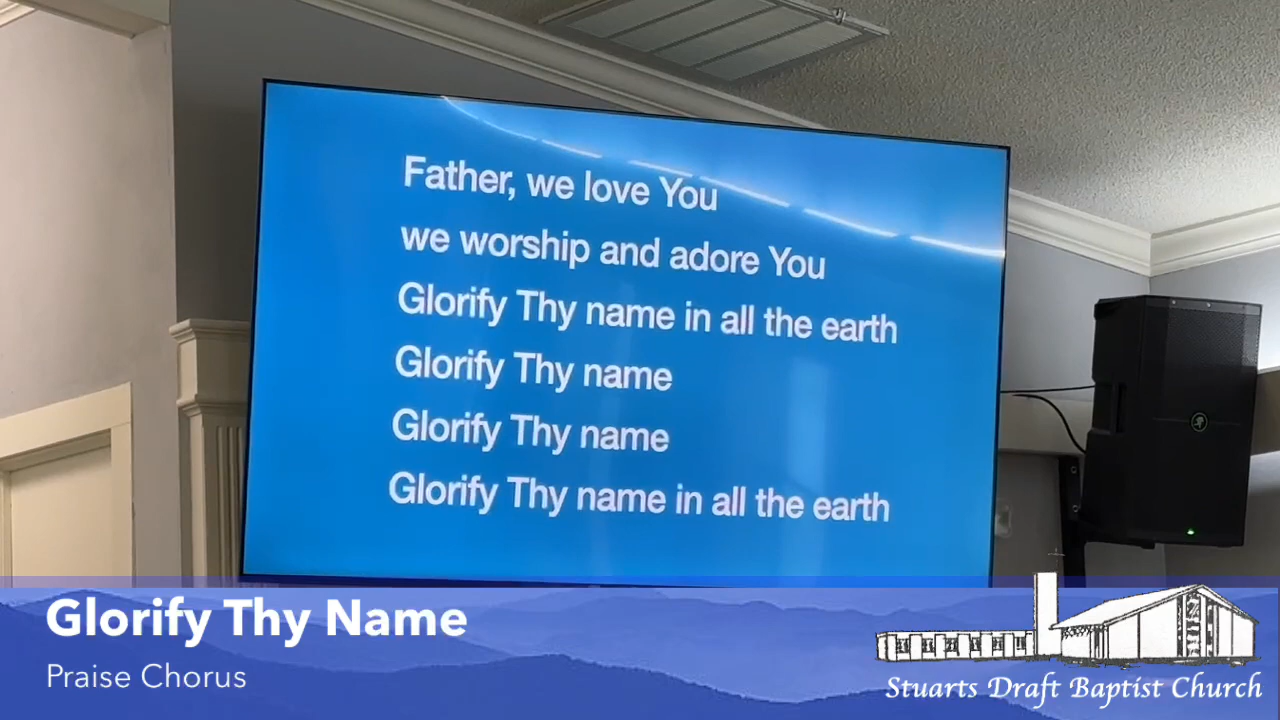 Father, we love You
we worship and adore You
Glorify Thy name in all the earth
Glorify Thy name
Glorify Thy name
Glorify Thy name in all the earth
Glorify Thy Name
Praise Chorus
Stuarts Draft Baptist Church